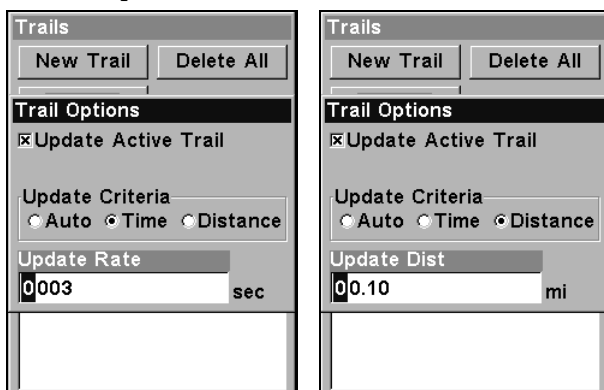 Trails
New Trail Delete All
Trail Options
Update Active Trail
Update Criteria
Auto Time Distance
Update Rate
0003 sec
Trails
New Trail Delete All
Trail Options
Update Active Trail
Update Criteria
Auto Time Distance
Update Dist
00.10 mi